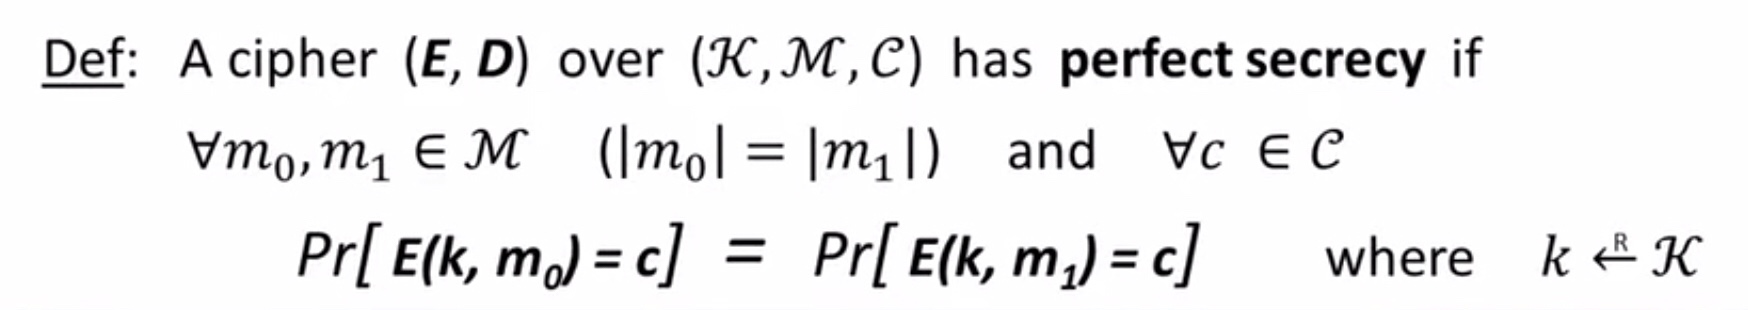 Def: A cipher (E, D) over (𝒦, ℳ, 𝒞) has perfect secrecy if
∀m₀, m₁ ∈ ℳ (|m₀| = |m₁|) and ∀c ∈ 𝒞
Pr[ E(k, m₀) = c] = Pr[ E(k, m₁) = c] where k ←ᴿ 𝒦